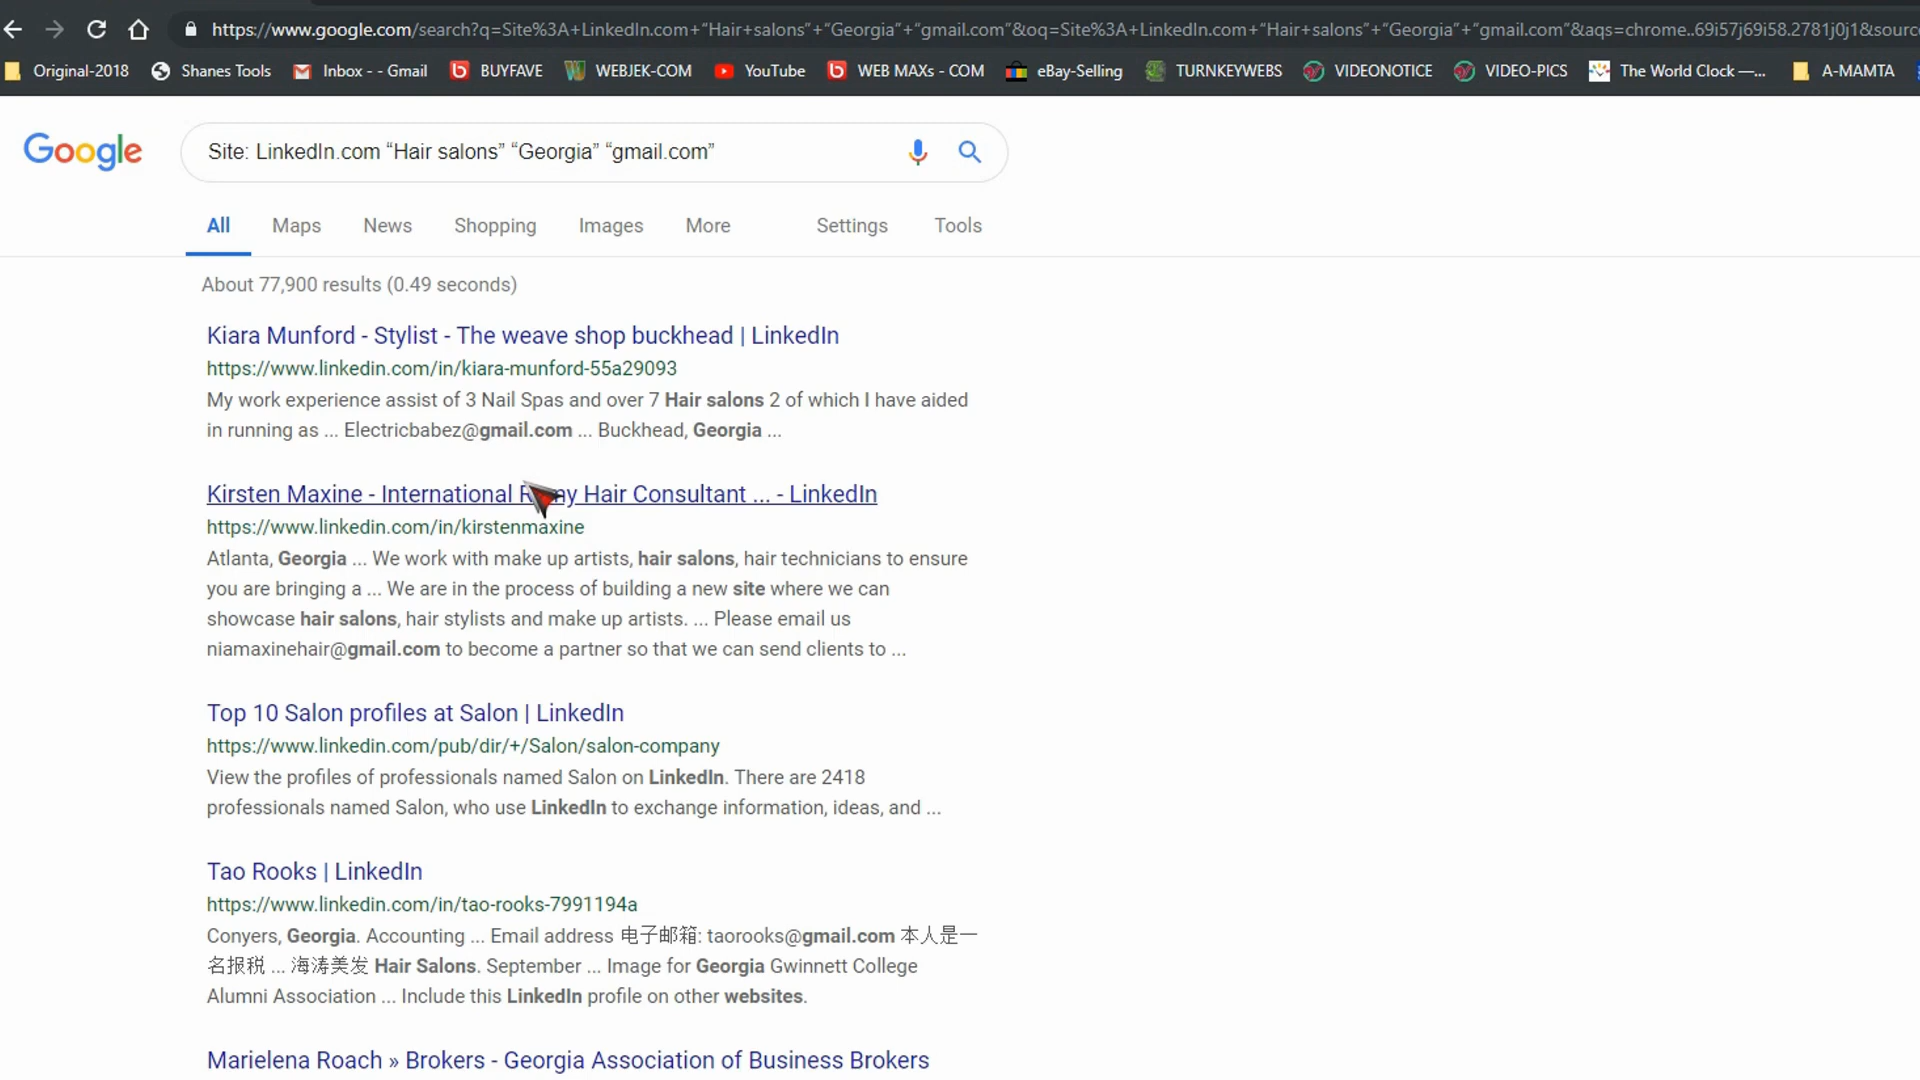 https://www.google.com/search?q=Site%3A+LinkedIn.com+“Hair+salons”+“Georgia”+“gmail.com”&oq=Site%3A+LinkedIn.com+“Hair+salons”+“Georgia”+“gmail.com”&aqs=chrome..69i57j69i58.2781j0j1&sourc
Original-2018 Shanes Tools Inbox - - Gmail BUYFAVE WEBJEK-COM YouTube WEB MAXs - COM eBay-Selling TURNKEYWEBS VIDEONOTICE VIDEO-PICS The World Clock —... A-MAMTA
Google
Site: LinkedIn.com “Hair salons” “Georgia” “gmail.com”
All Maps News Shopping Images More Settings Tools
About 77,900 results (0.49 seconds)
Kiara Munford - Stylist - The weave shop buckhead | LinkedIn
https://www.linkedin.com/in/kiara-munford-55a29093
My work experience assist of 3 Nail Spas and over 7 Hair salons 2 of which I have aided
in running as ... Electricbabez@gmail.com ... Buckhead, Georgia ...
Kirsten Maxine - International Hair Consultant ... - LinkedIn
https://www.linkedin.com/in/kirstenmaxine
Atlanta, Georgia ... We work with make up artists, hair salons, hair technicians to ensure
you are bringing a ... We are in the process of building a new site where we can
showcase hair salons, hair stylists and make up artists. ... Please email us
niamaxinehair@gmail.com to become a partner so that we can send clients to ...
Top 10 Salon profiles at Salon | LinkedIn
https://www.linkedin.com/pub/dir/+/Salon/salon-company
View the profiles of professionals named Salon on LinkedIn. There are 2418
professionals named Salon, who use LinkedIn to exchange information, ideas, and ...
Tao Rooks | LinkedIn
https://www.linkedin.com/in/tao-rooks-7991194a
Conyers, Georgia. Accounting ... Email address 电子邮箱: taorooks@gmail.com 本人是一
名报税 ... 海涛美发 Hair Salons. September ... Image for Georgia Gwinnett College
Alumni Association ... Include this LinkedIn profile on other websites.
Marielena Roach » Brokers - Georgia Association of Business Brokers